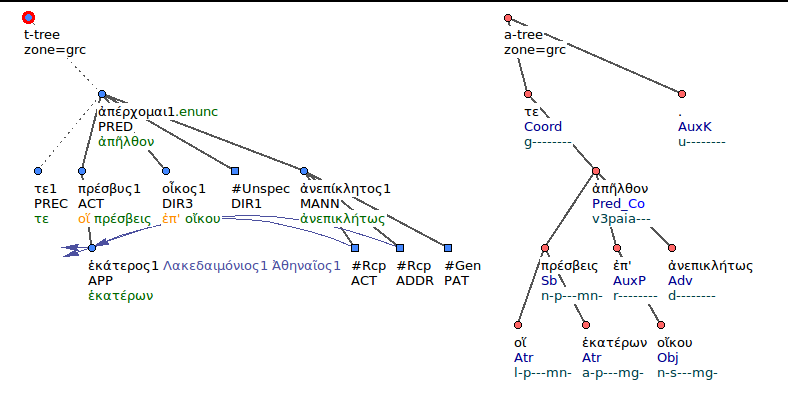 t-tree
zone=grc
a-tree
zone=grc
ἀπέρχομαι1.enunc
PRED
ἀπῆλθον
τε
Coord
g--------
.
AuxK
u--------
τε1
PREC
τε
πρέσβυς1
ACT
οἵ πρέσβεις
οἶκος1
DIR3
ἐπ' οἴκου
#Unspec
DIR1
ἀνεπίκλητος1
MANN
ἀνεπικλήτως
ἀπῆλθον
Pred_Co
v3paia---
ἑκάτερος1 Λακεδαιμόνιος1 Ἀθηναῖος1
APP
ἑκατέρων
#Rcp
ACT
#Rcp
ADDR
#Gen
PAT
πρέσβεις
Sb
n-p---mn-
ἐπ'
AuxP
r--------
ἀνεπικλήτως
Adv
d--------
οἵ
Atr
l-p---mn-
ἑκατέρων
Atr
a-p---mg-
οἴκου
Obj
n-s---mg-